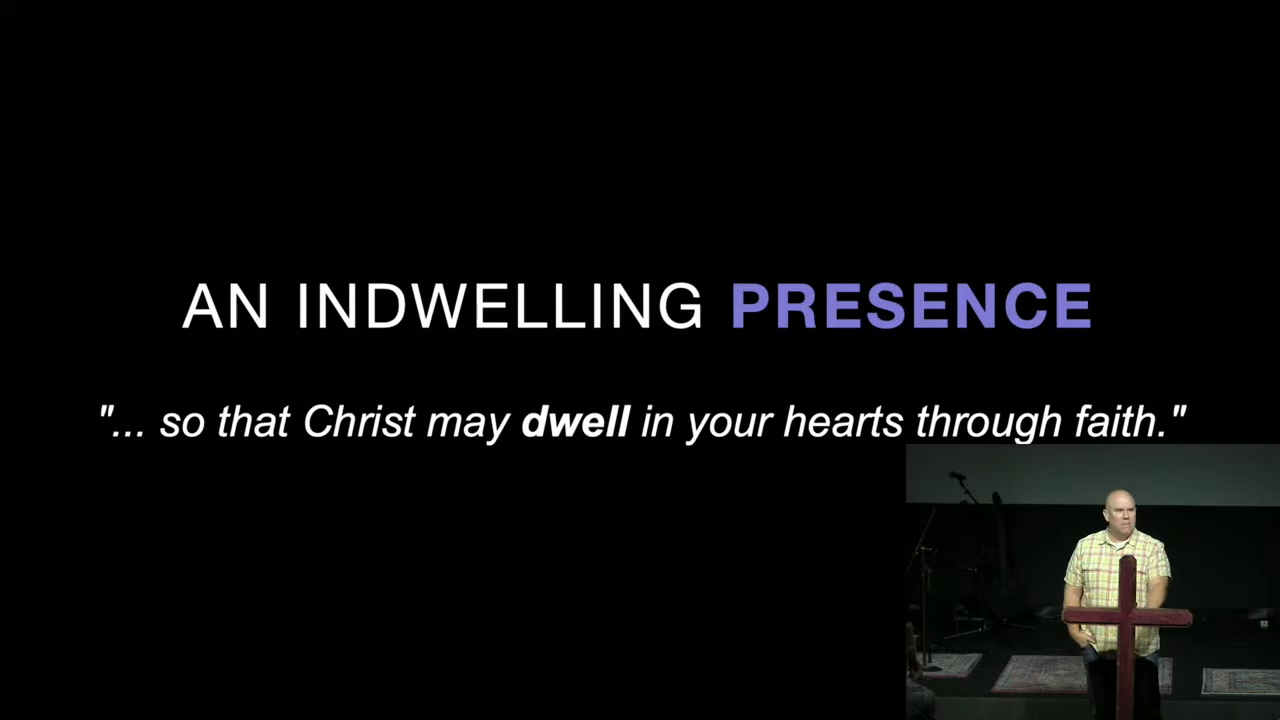 AN INDWELLING PRESENCE
"... so that Christ may dwell in your hearts through faith."